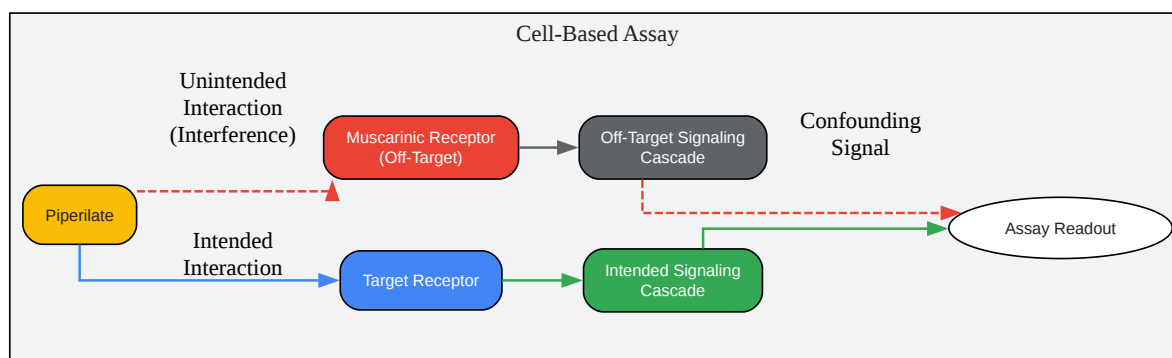 Cell-Based Assay
Unintended
Interaction
(Interference)
Muscarinic Receptor
(Off-Target)
Off-Target Signaling
Cascade
Confounding
Signal
Piperilate
Intended
Interaction
Target Receptor
Intended Signaling
Cascade
Assay Readout